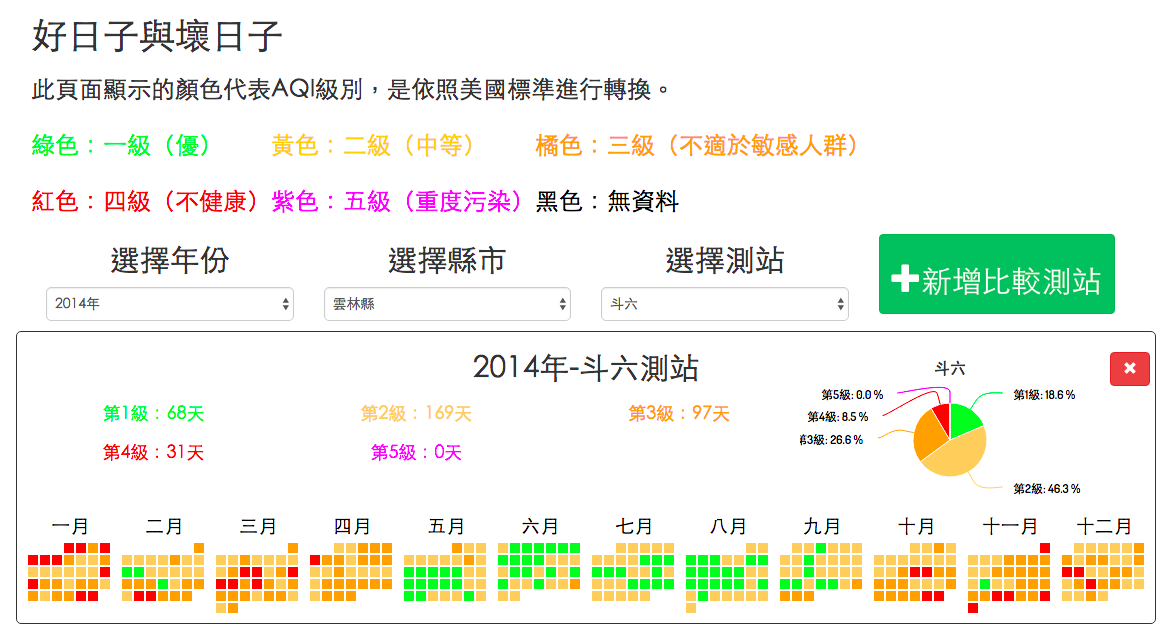 好日子與壞日子
此頁面顯示的顏色代表AQI級別，是依照美國標準進行轉換。
綠色：一級（優） 黃色：二級（中等） 橘色：三級（不適於敏感人群）
紅色：四級（不健康） 紫色：五級（重度污染） 黑色：無資料
選擇年份 選擇縣市 選擇測站
新增比較測站
2014年 雲林縣 斗六
2014年-斗六測站
斗六
第1級：68天 第2級：169天 第3級：97天
第4級：31天 第5級：0天
第5級: 0.0 % 第1級: 18.6 %
第4級: 8.5 %
第3級: 26.6 %
第2級: 46.3 %
一月 二月 三月 四月 五月 六月 七月 八月 九月 十月 十一月 十二月